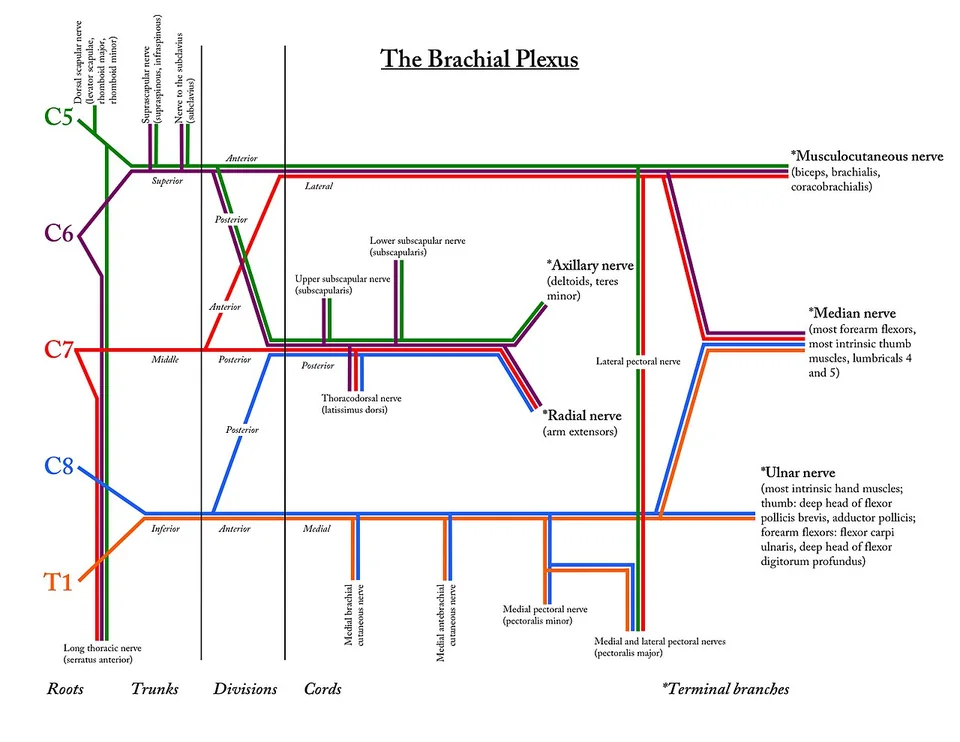 The Brachial Plexus
Dorsal scapular nerve
(levator scapulae,
rhomboid major,
rhomboid minor)
Suprascapular nerve
(supraspinous, infraspinous)
Nerve to the subclavius
(subclavius)
C5
Anterior
Superior
Lateral
*Musculocutaneous nerve
(biceps, brachialis,
coracobrachialis)
C6
Posterior
Lower subscapular nerve
(subscapularis)
Upper subscapular nerve
(subscapularis)
*Axillary nerve
(deltoids, teres
minor)
Anterior
*Median nerve
(most forearm flexors,
most intrinsic thumb
muscles, lumbricals 4
and 5)
C7
Middle
Posterior
Posterior
Lateral pectoral nerve
Thoracodorsal nerve
(latissimus dorsi)
*Radial nerve
(arm extensors)
Posterior
C8
*Ulnar nerve
(most intrinsic hand muscles;
thumb: deep head of flexor
pollicis brevis, adductor pollicis;
forearm flexors: flexor carpi
ulnaris, deep head of flexor
digitorum profundus)
Inferior
Anterior
Medial
T1
Medial brachial
cutaneous nerve
Medial antebrachial
cutaneous nerve
Medial pectoral nerve
(pectoralis minor)
Medial and lateral pectoral nerves
(pectoralis major)
Long thoracic nerve
(serratus anterior)
Roots
Trunks
Divisions
Cords
*Terminal branches